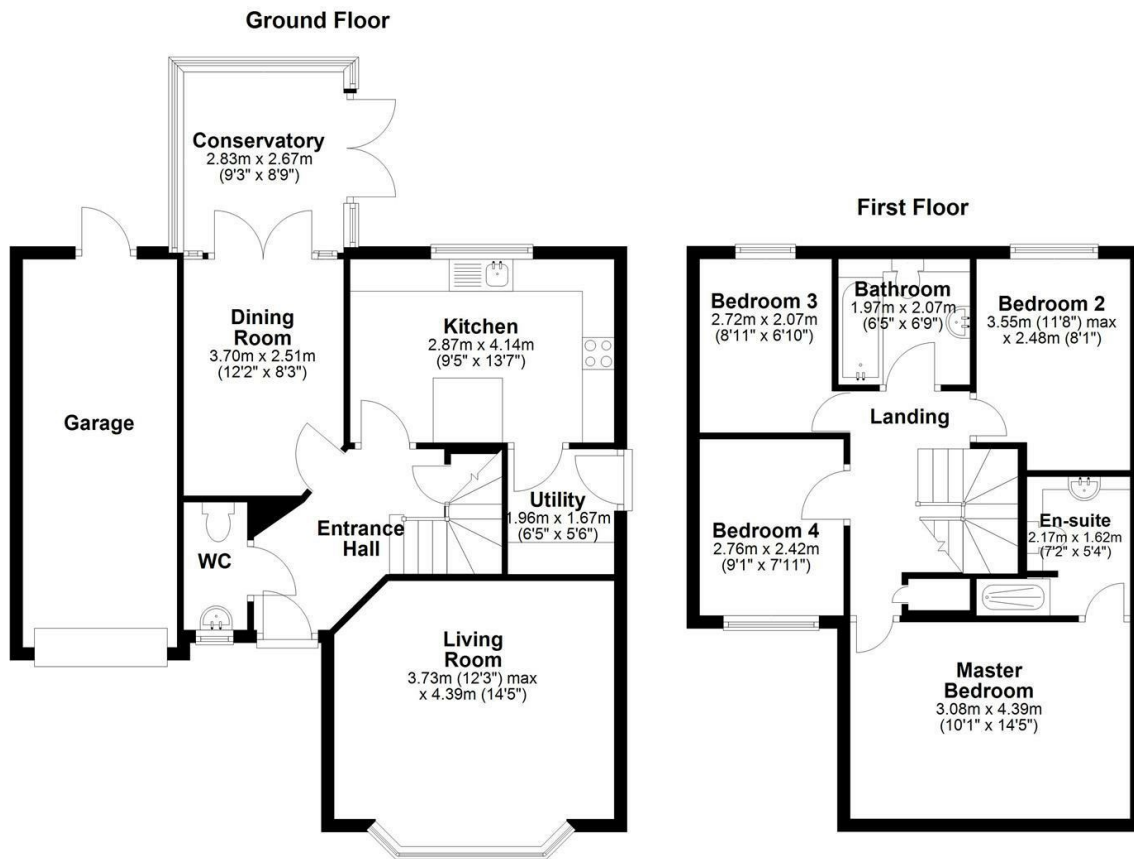 Ground Floor
Conservatory
2.83m x 2.67m
(9'3" x 8'9")
Dining
Room
3.70m x 2.51m
(12'2" x 8'3")
Kitchen
2.87m x 4.14m
(9'5" x 13'7")
Garage
Utility
1.96m x 1.67m
(6'5" x 5'6")
Entrance
Hall
WC
Living
Room
3.73m (12'3") max
x 4.39m (14'5")
First Floor
Bedroom 3
2.72m x 2.07m
(8'11" x 6'10")
Bathroom
1.97m x 2.07m
(6'5" x 6'9")
Bedroom 2
3.55m (11'8") max
x 2.48m (8'1")
Landing
Bedroom 4
2.76m x 2.42m
(9'1" x 7'11")
En-suite
2.17m x 1.62m
(7'2" x 5'4")
Master
Bedroom
3.08m x 4.39m
(10'1" x 14'5")